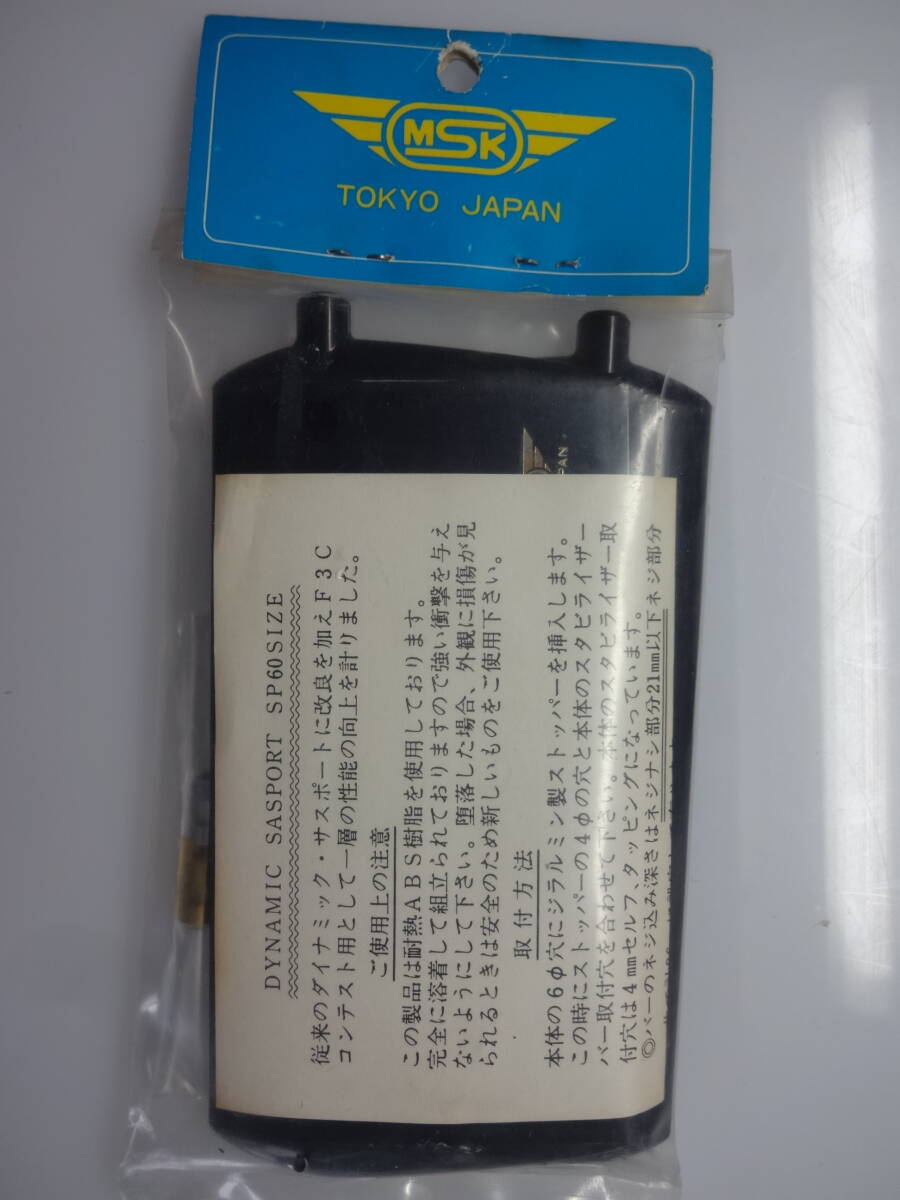 MSK
TOKYO JAPAN
PAN
DYNAMIC SASPORT SP60SIZE
従来のダイナミック・サスポートに改良を加えF3C
コンテスト用として一層の性能の向上を計りました。
ご使用上の注意
この製品は耐熱ABS樹脂を使用しております。
完全に溶着して組立られておりますので強い衝撃を与え
ないようにして下さい。堕落した場合、外観に損傷が見
られるときは安全のため新しいものをご使用下さい。
取付方法
本体の6φ穴にジラルミン製ストッパーを挿入します。
この時にストッパーの4φの穴と本体のスタビライザー
バー取付穴を合わせて下さい。本体のスタビライザー取
付穴は4mmセルフ、タッピングになっています。
◎バーのネジ込み深さはネジナシ部分21mm以下ネジ部分